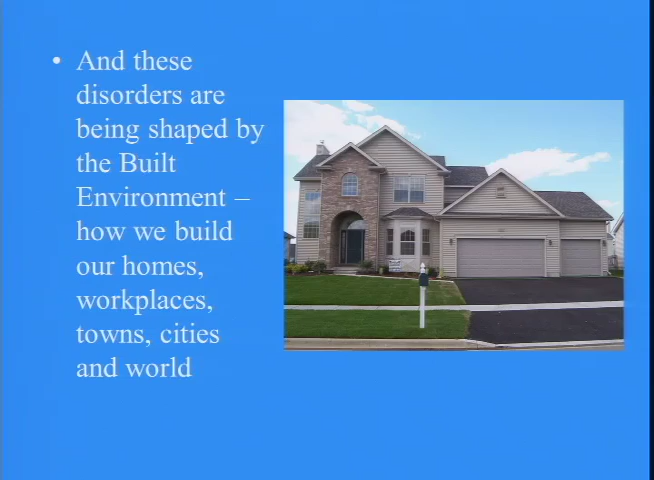 • And these
disorders are
being shaped by
the Built
Environment –
how we build
our homes,
workplaces,
towns, cities
and world